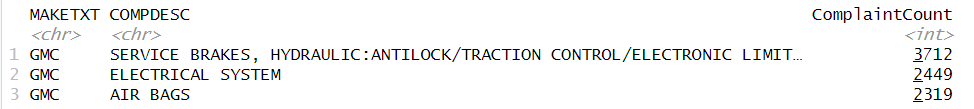 MAKETXT COMPDESC ComplaintCount
<chr> <chr> <int>
1 GMC SERVICE BRAKES, HYDRAULIC:ANTILOCK/TRACTION CONTROL/ELECTRONIC LIMIT… 3712
2 GMC ELECTRICAL SYSTEM 2449
3 GMC AIR BAGS 2319